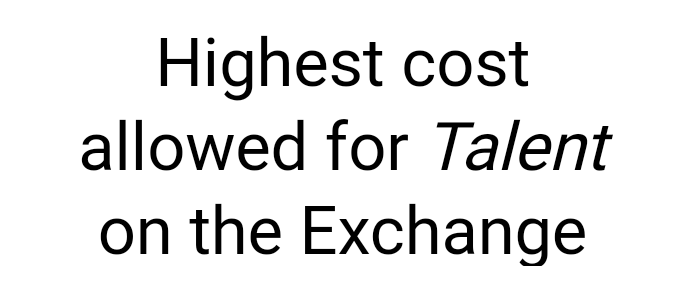 Highest cost
allowed for Talent
on the Exchange